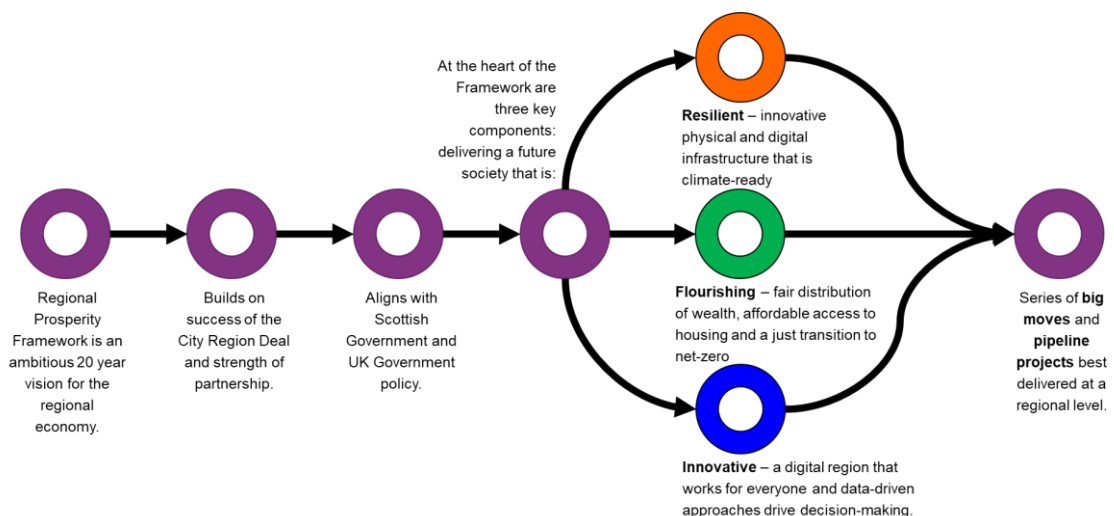 Regional
Prosperity
Framework is an
ambitious 20 year
vision for the
regional
economy.
Builds on
success of the
City Region Deal
and strength of
partnership.
Aligns with
Scottish
Government and
UK Government
policy.
At the heart of the
Framework are
three key
components:
delivering a future
society that is:
Resilient – innovative
physical and digital
infrastructure that is
climate-ready
Flourishing – fair distribution
of wealth, affordable access to
housing and a just transition to
net-zero
Innovative – a digital region that
works for everyone and data-driven
approaches drive decision-making.
Series of big
moves and
pipeline
projects best
delivered at a
regional level.